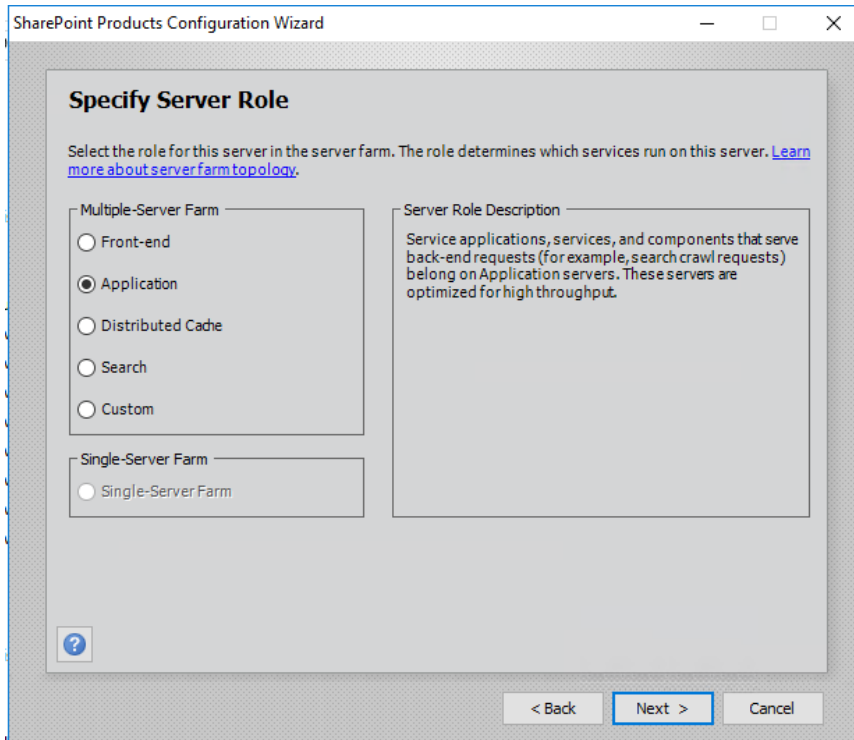 SharePoint Products Configuration Wizard
Specify Server Role
Select the role for this server in the server farm. The role determines which services run on this server. Learn
more about server farm topology.
Multiple-Server Farm
Front-end
Application
Distributed Cache
Search
Custom
Single-Server Farm
Single-Server Farm
Server Role Description
Service applications, services, and components that serve
back-end requests (for example, search crawl requests)
belong on Application servers. These servers are
optimized for high throughput.
?
< Back
Next >
Cancel